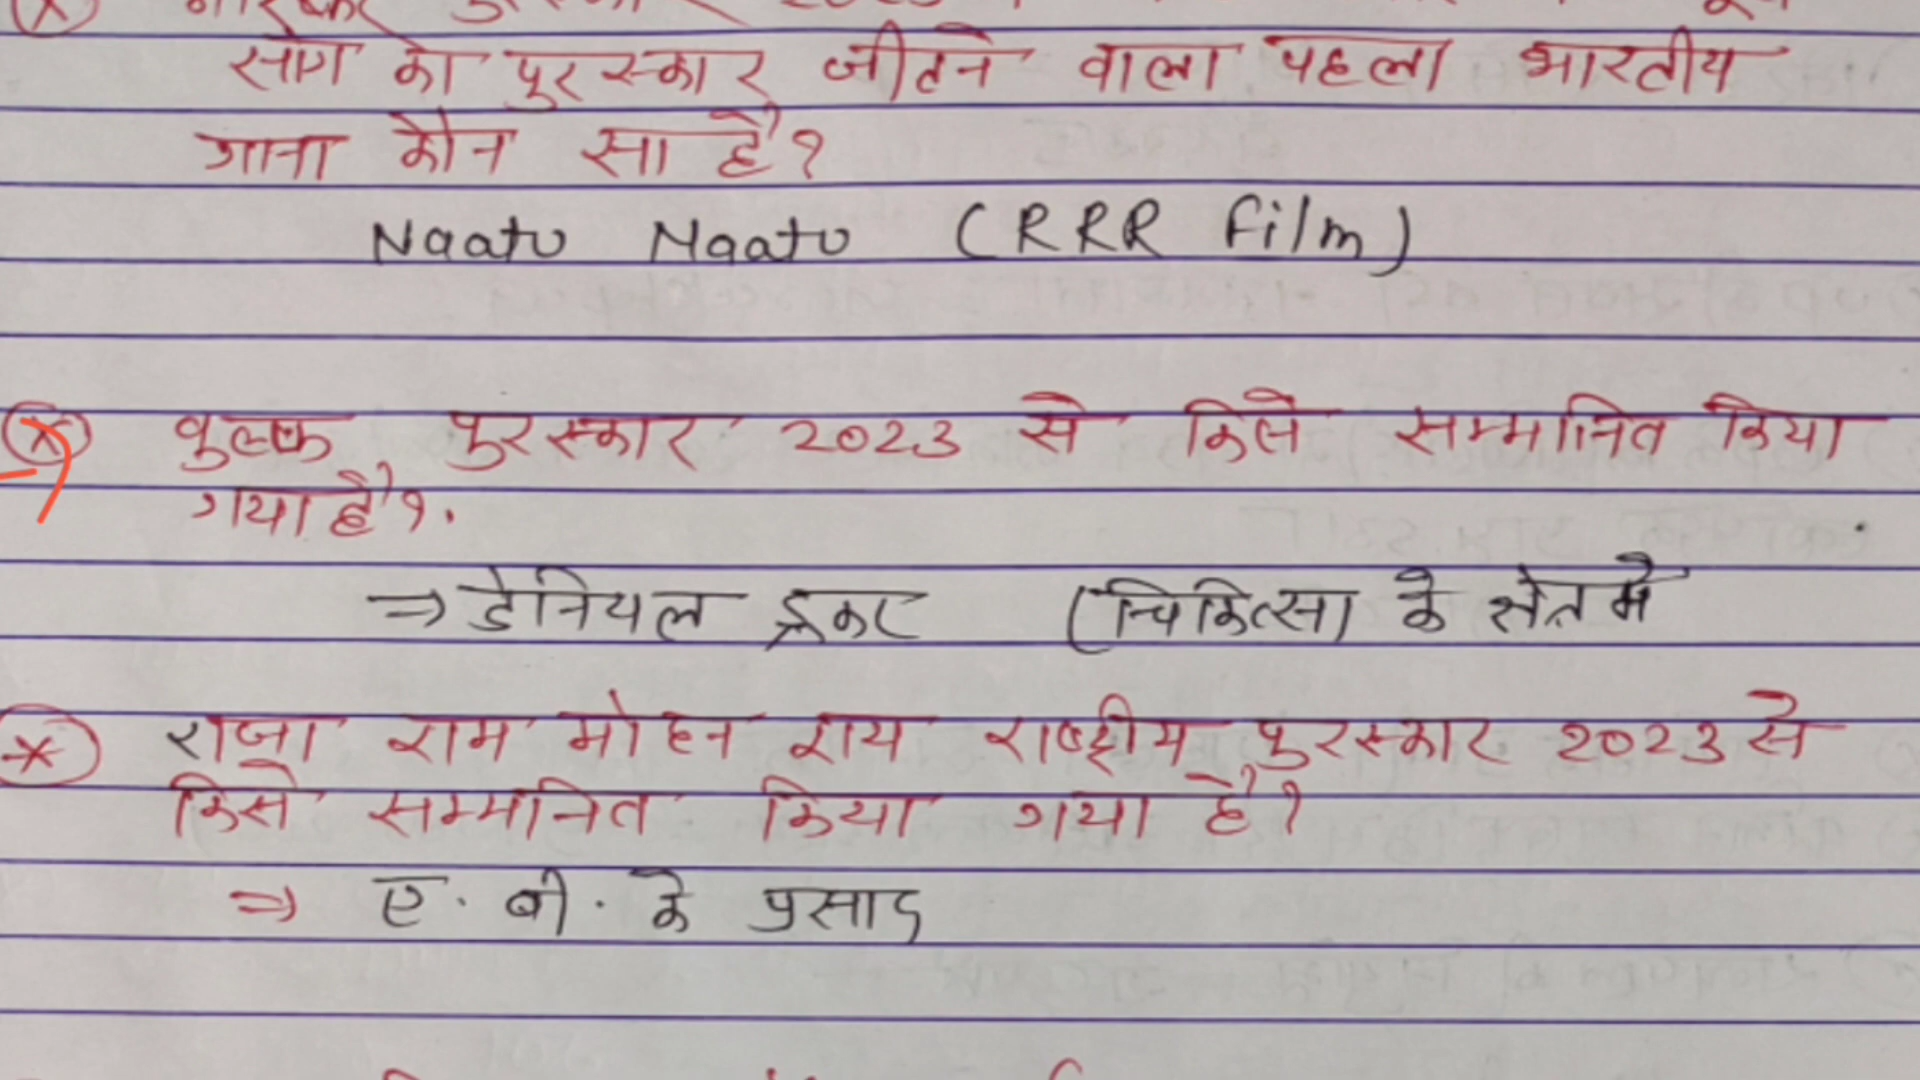 सोंग को पुरस्कार जीतने वाला पहला भारतीय
गाना कौन सा है?
Naatu Naatu (RRR film)
वुल्फ पुरस्कार 2023 से किसे सम्मानित किया
गया है?.
⇒ डेनियल ड्रकर (चिकित्सा के क्षेत्र में
* राजा राम मोहन राय राष्ट्रीय पुरस्कार 2023 से
किसे सम्मानित किया गया है?
⇒ ए. बी. के प्रसाद